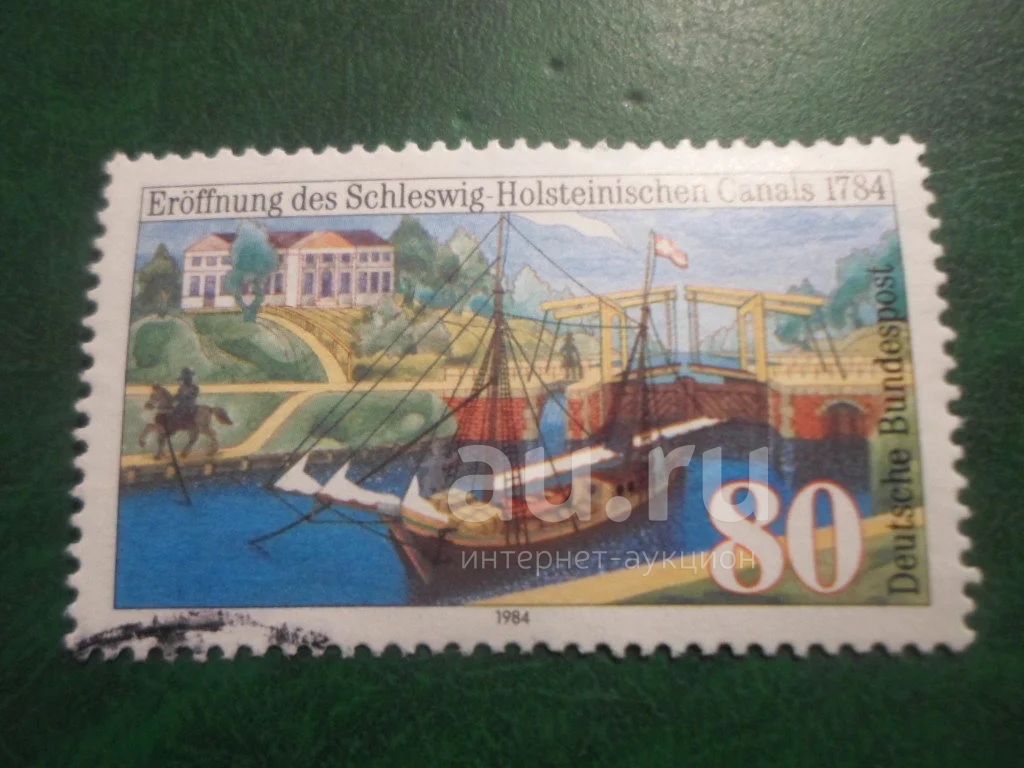 Eröffnung des Schleswig-Holsteinischen Canals 1784
Deutsche Bundespost
80
1984
au.ru
интернет-аукцион